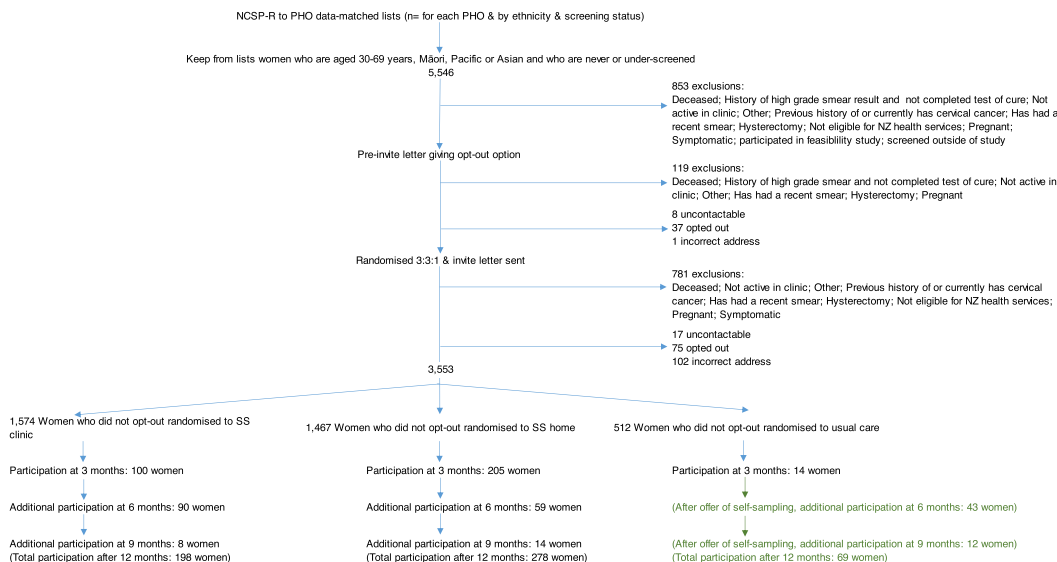 NCSP-R to PHO data-matched lists (n= for each PHO & by ethnicity & screening status)
Keep from lists women who are aged 30-69 years, Māori, Pacific or Asian and who are never or under-screened
5,546
853 exclusions:
Deceased; History of high grade smear result and not completed test of cure; Not
active in clinic; Other; Previous history of or currently has cervical cancer; Has had a
recent smear; Hysterectomy; Not eligible for NZ health services; Pregnant;
Symptomatic; participated in feasiblility study; screened outside of study
Pre-invite letter giving opt-out option
119 exclusions:
Deceased; History of high grade smear and not completed test of cure; Not active in
clinic; Other; Has had a recent smear; Hysterectomy; Pregnant
8 uncontactable
37 opted out
1 incorrect address
Randomised 3:3:1 & invite letter sent
781 exclusions:
Deceased; Not active in clinic; Other; Previous history of or currently has cervical
cancer; Has had a recent smear; Hysterectomy; Not eligible for NZ health services;
Pregnant; Symptomatic
17 uncontactable
75 opted out
102 incorrect address
3,553
1,574 Women who did not opt-out randomised to SS
clinic
1,467 Women who did not opt-out randomised to SS home
512 Women who did not opt-out randomised to usual care
Participation at 3 months: 100 women
Participation at 3 months: 205 women
Participation at 3 months: 14 women
Additional participation at 6 months: 90 women
Additional participation at 6 months: 59 women
(After offer of self-sampling, additional participation at 6 months: 43 women)
Additional participation at 9 months: 8 women
(Total participation after 12 months: 198 women)
Additional participation at 9 months: 14 women
(Total participation after 12 months: 278 women)
(After offer of self-sampling, additional participation at 9 months: 12 women)
(Total participation after 12 months: 69 women)